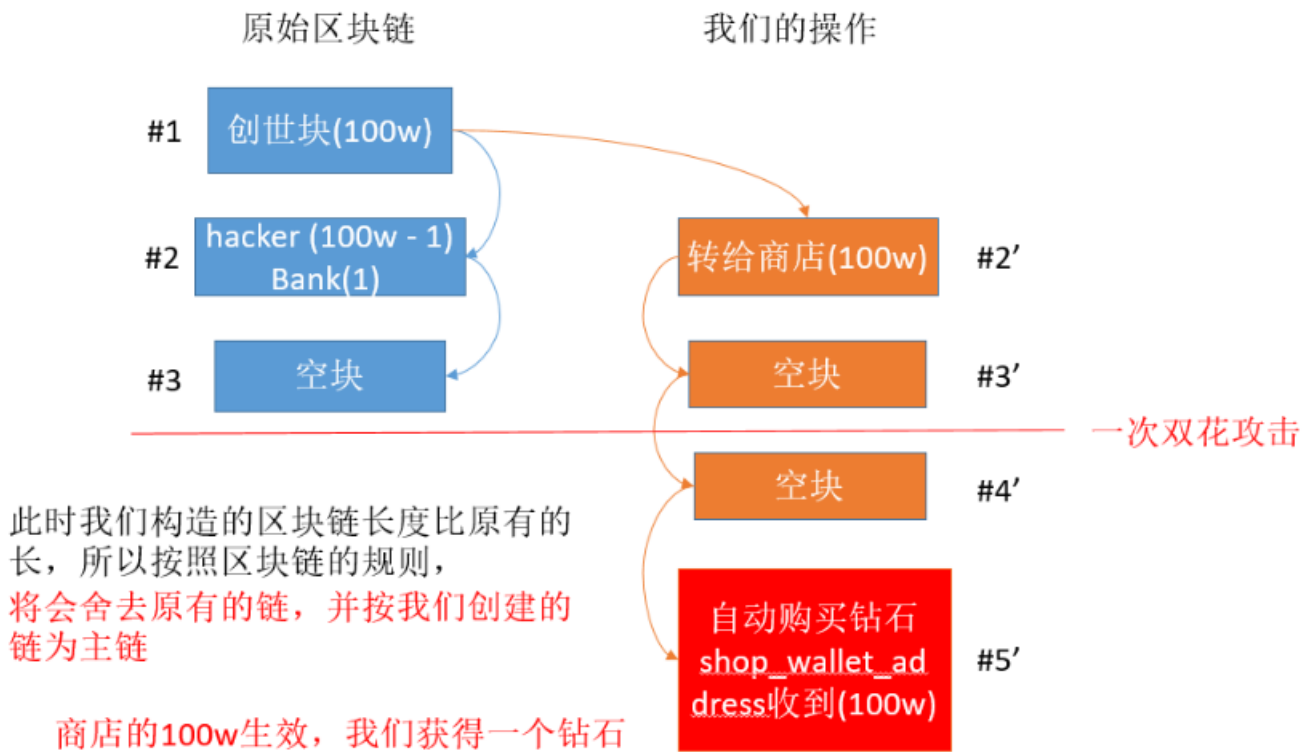 原始区块链
我们的操作
#1
创世块(100w)
#2
hacker (100w - 1)
Bank(1)
转给商店(100w)
#2’
#3
空块
空块
#3’
一次双花攻击
空块
#4’
此时我们构造的区块链长度比原有的
长，所以按照区块链的规则，
将会舍去原有的链，并按我们创建的
链为主链
自动购买钻石
shop_wallet_ad
dress收到(100w)
#5’
商店的100w生效，我们获得一个钻石